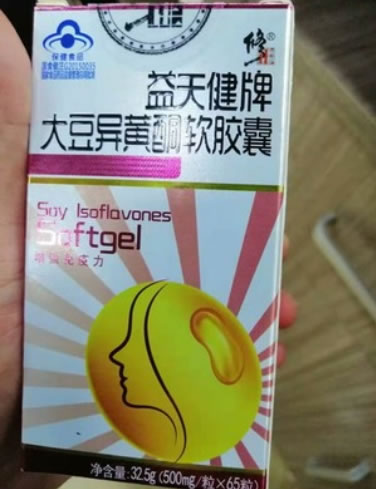 修
®
保健食品
益天健牌
大豆异黄酮软胶囊
Soy Isoflavones
Softgel
增强免疫力
净含量:32.5g(500mg/粒×65粒)